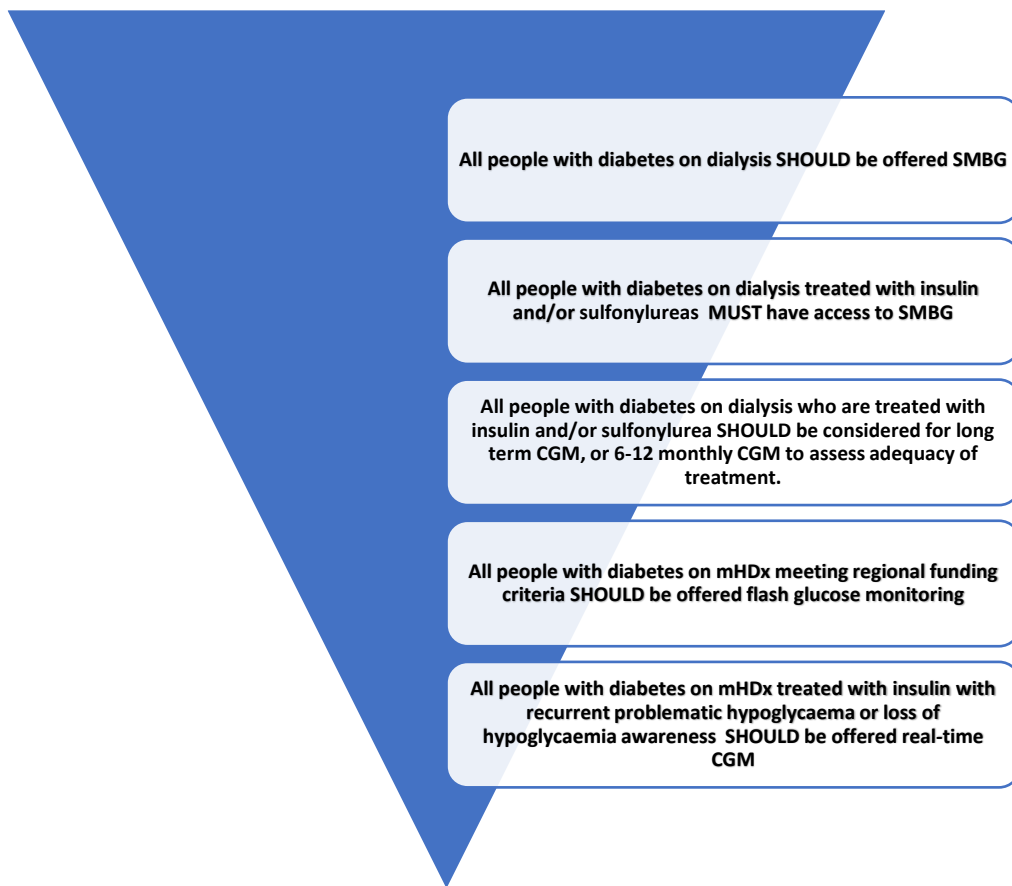 All people with diabetes on dialysis SHOULD be offered SMBG
All people with diabetes on dialysis treated with insulin
and/or sulfonylureas MUST have access to SMBG
All people with diabetes on dialysis who are treated with
insulin and/or sulfonylurea SHOULD be considered for long
term CGM, or 6-12 monthly CGM to assess adequacy of
treatment.
All people with diabetes on mHDx meeting regional funding
criteria SHOULD be offered flash glucose monitoring
All people with diabetes on mHDx treated with insulin with
recurrent problematic hypoglycaema or loss of
hypoglycaemia awareness SHOULD be offered real-time
CGM